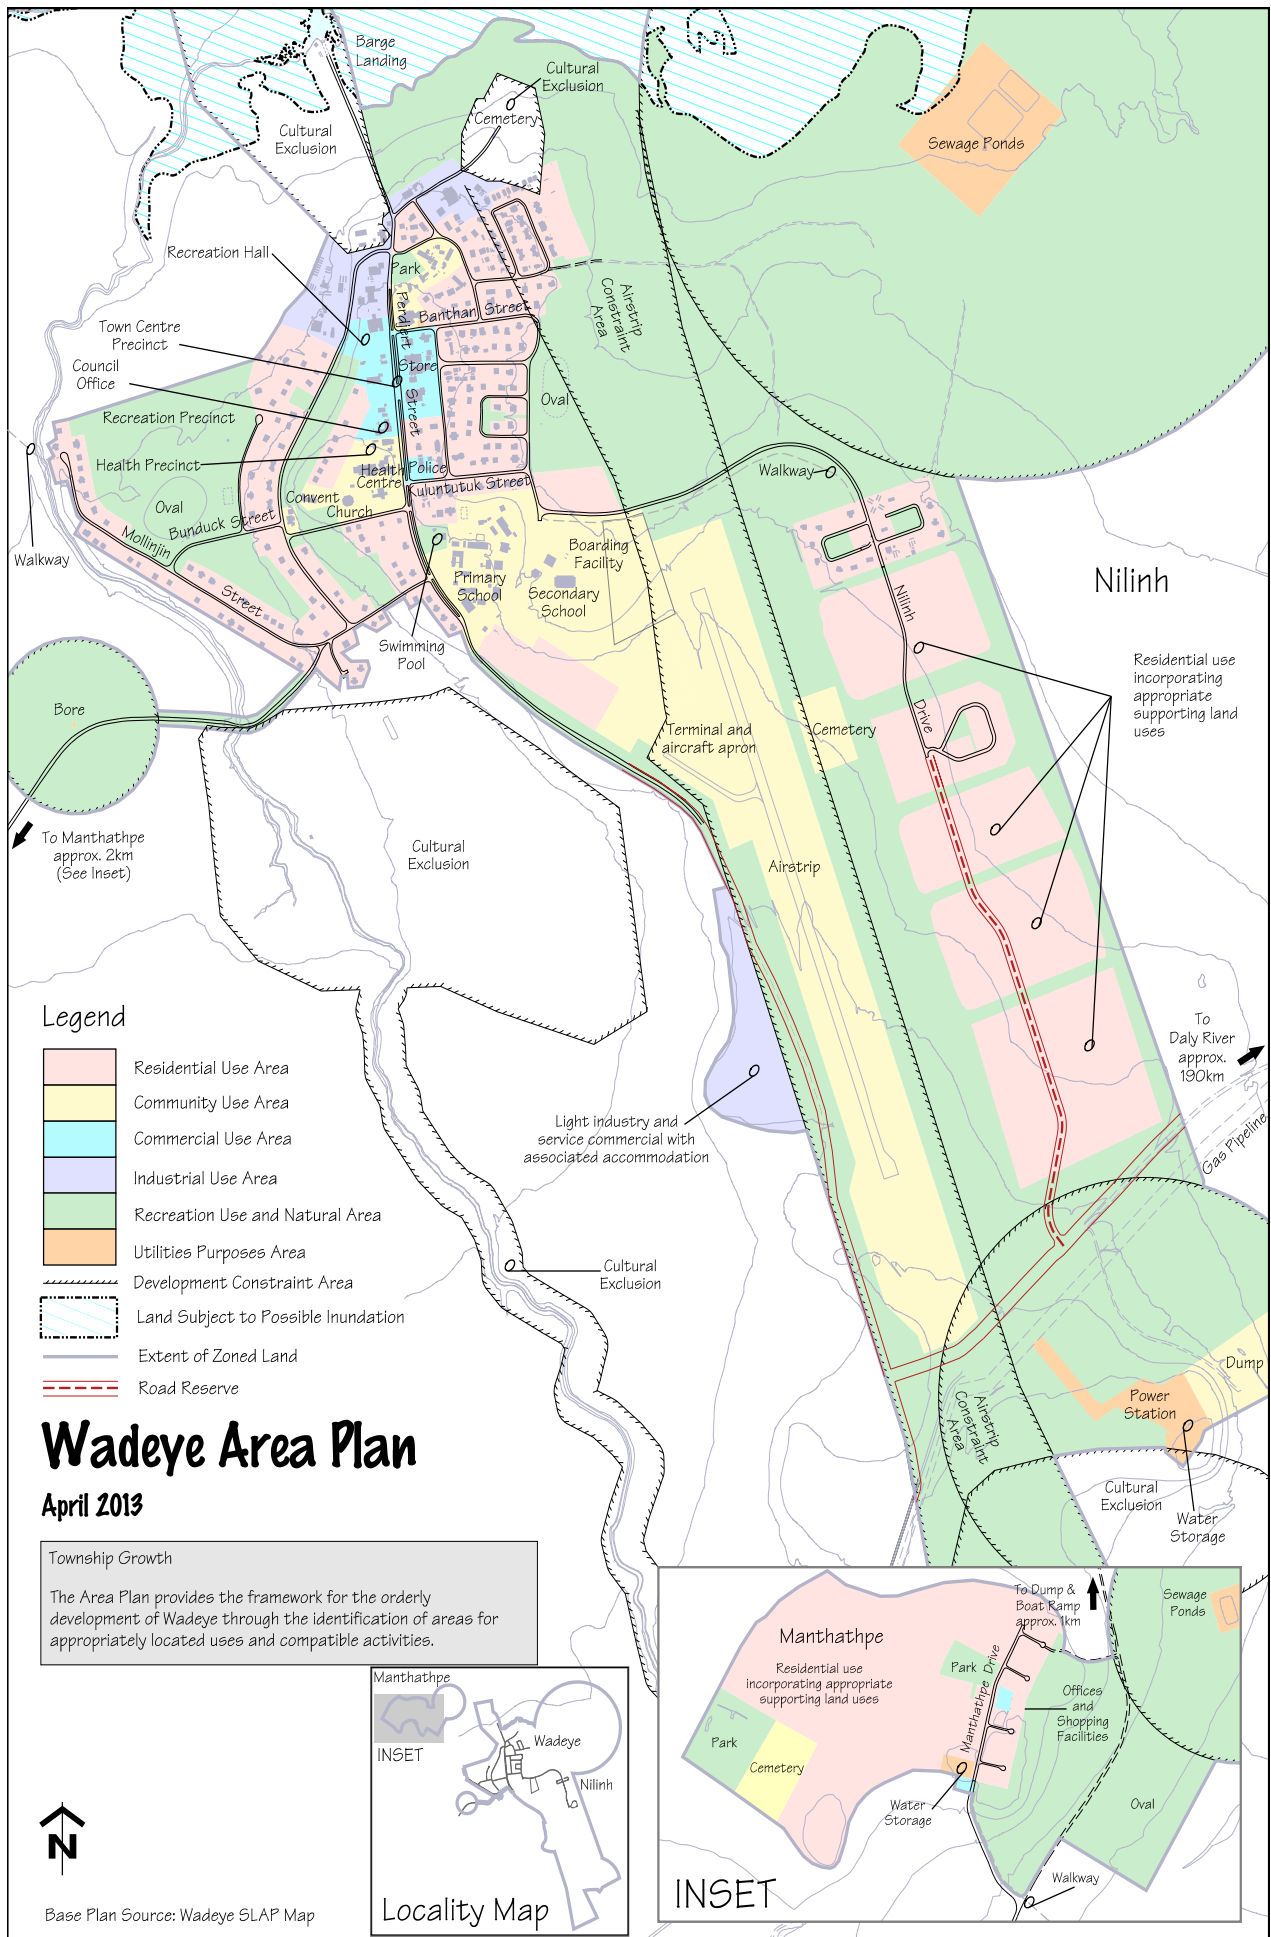 Barge
Landing
Cultural
Exclusion
Cemetery
Cultural
Exclusion
Sewage Ponds
Recreation Hall
Park
Perdjert
Street
Banthan Street
Airstrip
Constraint
Area
Town Centre
Precinct
Store
Council
Office
Oval
Recreation Precinct
Health Precinct
Health
Centre
Police
Kuluntutuk Street
Walkway
Convent
Church
Oval
Bunduck Street
Mollinjin
Street
Walkway
Boarding
Facility
Primary
School
Secondary
School
Swimming
Pool
Nilinh
Nilinh
Drive
Residential use
incorporating
appropriate
supporting land
uses
Bore
Terminal and
aircraft apron
Cemetery
To Manthathpe
approx. 2km
(See Inset)
Cultural
Exclusion
Airstrip
To
Daly River
approx.
190km
Gas Pipeline
Light industry and
service commercial with
associated accommodation
Cultural
Exclusion
Legend
Residential Use Area
Community Use Area
Commercial Use Area
Industrial Use Area
Recreation Use and Natural Area
Utilities Purposes Area
Development Constraint Area
Land Subject to Possible Inundation
Extent of Zoned Land
Road Reserve
Dump
Power
Station
Airstrip
Constraint
Area
Cultural
Exclusion
Water
Storage
Wadeye Area Plan
April 2013
Township Growth
The Area Plan provides the framework for the orderly
development of Wadeye through the identification of areas for
appropriately located uses and compatible activities.
Manthathpe
INSET
Wadeye
Nilinh
Locality Map
N
Base Plan Source: Wadeye SLAP Map
To Dump &
Boat Ramp
approx. 1km
Sewage
Ponds
Manthathpe
Residential use
incorporating appropriate
supporting land uses
Park
Manthathpe Drive
Offices
and
Shopping
Facilities
Park
Cemetery
Water
Storage
Oval
Walkway
INSET